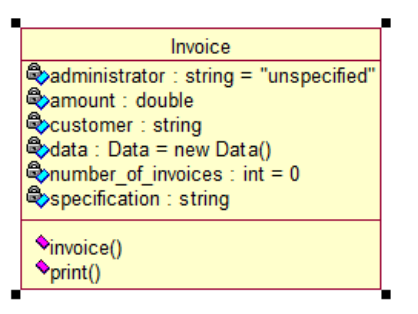 Invoice
administrator : string = "unspecified"
amount : double
customer : string
data : Data = new Data()
number_of_invoices : int = 0
specification : string
invoice()
print()